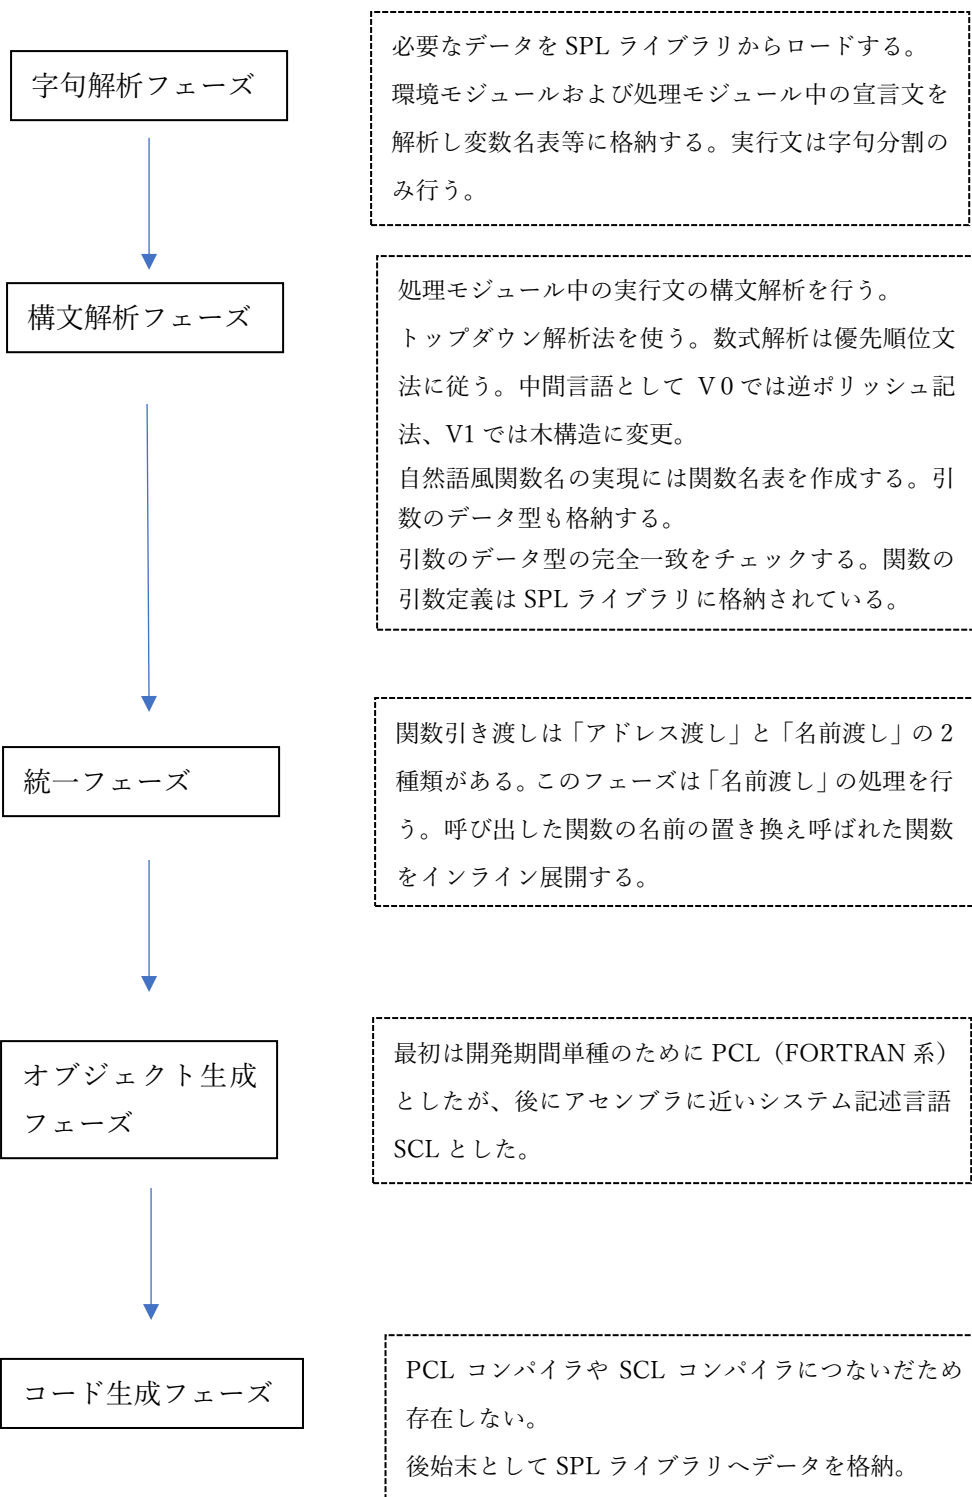 字句解析フェーズ
必要なデータを SPL ライブラリからロードする。
環境モジュールおよび処理モジュール中の宣言文を
解析し変数名表等に格納する。実行文は字句分割の
み行う。
構文解析フェーズ
処理モジュール中の実行文の構文解析を行う。
トップダウン解析法を使う。数式解析は優先順位文
法に従う。中間言語として V０では逆ポリッシュ記
法、V1 では木構造に変更。
自然語風関数名の実現には関数名表を作成する。引
数のデータ型も格納する。
引数のデータ型の完全一致をチェックする。関数の
引数定義は SPL ライブラリに格納されている。
統一フェーズ
関数引き渡しは「アドレス渡し」と「名前渡し」の 2
種類がある。このフェーズは「名前渡し」の処理を行
う。呼び出した関数の名前の置き換え呼ばれた関数
をインライン展開する。
オブジェクト生成
フェーズ
最初は開発期間単種のために PCL（FORTRAN 系）
としたが、後にアセンブラに近いシステム記述言語
SCL とした。
コード生成フェーズ
PCL コンパイラや SCL コンパイラにつないだため
存在しない。
後始末として SPL ライブラリへデータを格納。